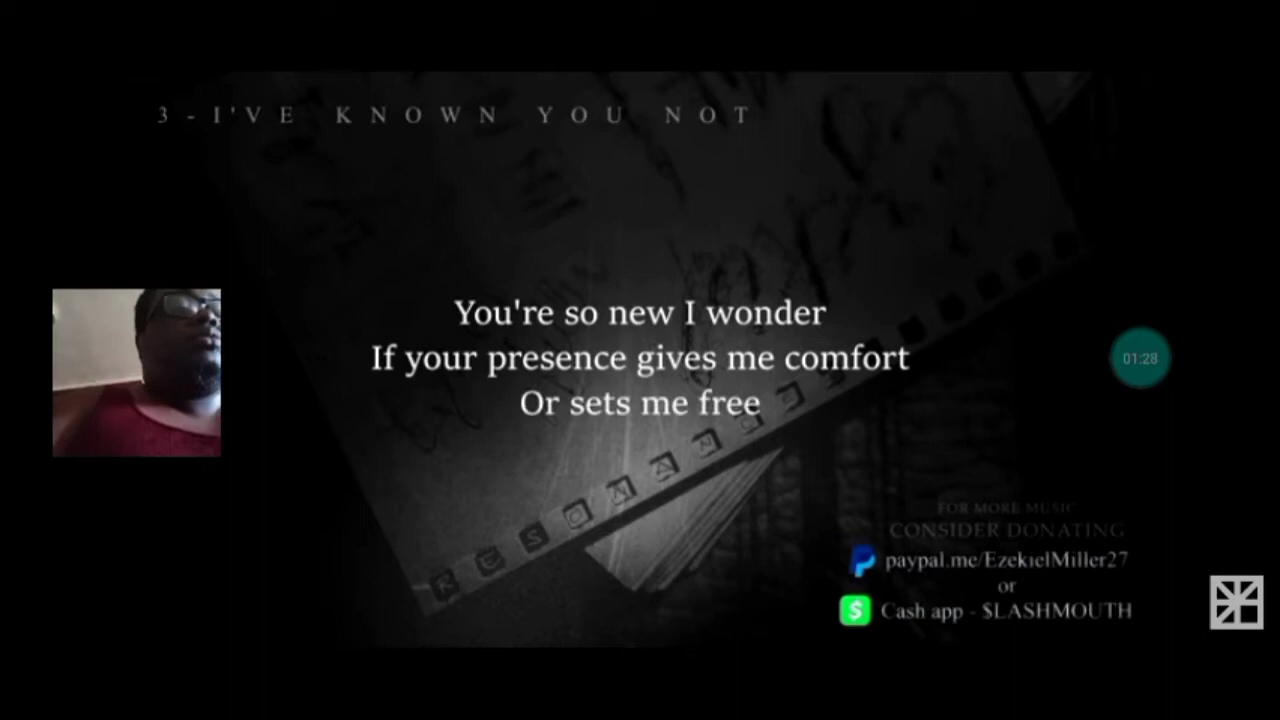 3 - I'VE KNOWN YOU NOT
You're so new I wonder
If your presence gives me comfort
Or sets me free
01:28
RESONANCE
FOR MORE MUSIC
CONSIDER DONATING
paypal.me/EzekielMiller27
or
$ Cash app - $LASHMOUTH